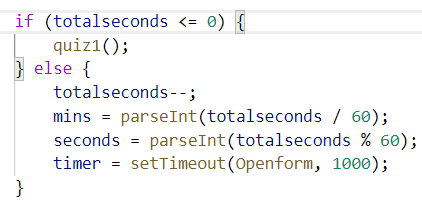 if (totalseconds <= 0) {
    quiz1();
} else {
    totalseconds--;
    mins = parseInt(totalseconds / 60);
    seconds = parseInt(totalseconds % 60);
    timer = setTimeout(Openform, 1000);
}